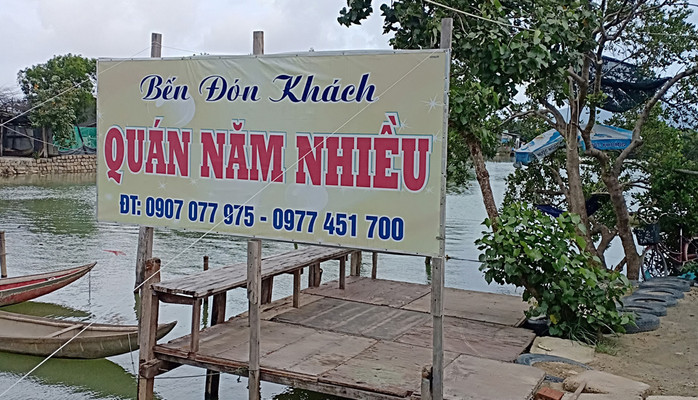 Bến Đón Khách
QUÁN NĂM NHIỀU
ĐT: 0907 077 975 - 0977 451 700